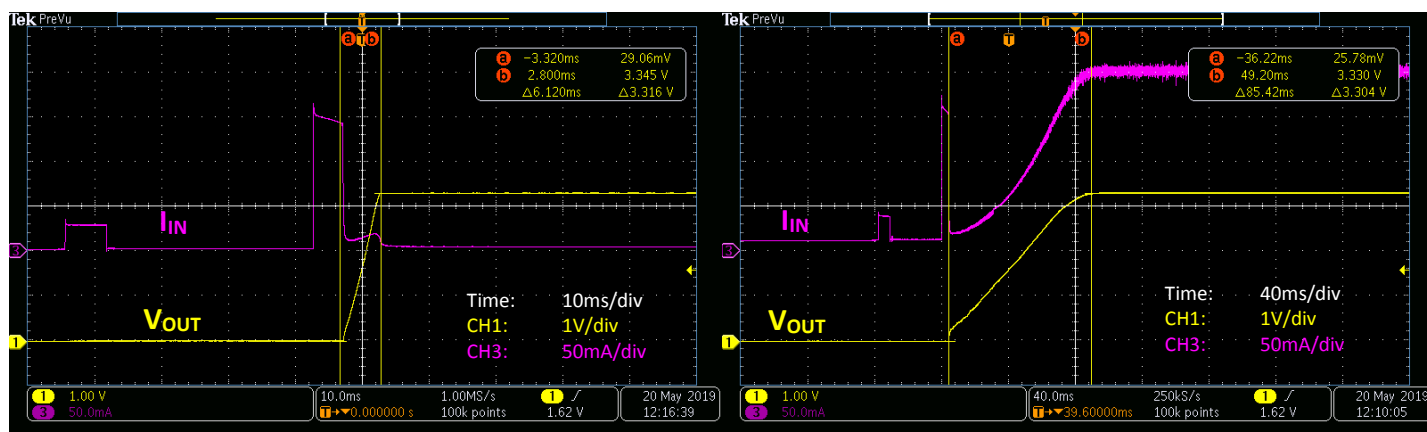 Tek PreVu
a T b
a −3.320ms 29.06mV
b 2.800ms 3.345 V
Δ6.120ms Δ3.316 V
3
IIN
Time: 10ms/div
VOUT
CH1: 1V/div
1
CH3: 50mA/div
1 1.00 V
3 50.0mA
10.0ms 1.00MS/s
T→▼0.000000 s 100k points
1 1.62 V
20 May 2019
12:16:39
Tek PreVu
T
a T b
a −36.22ms 25.78mV
b 49.20ms 3.330 V
Δ85.42ms Δ3.304 V
3
IIN
Time: 40ms/div
VOUT
CH1: 1V/div
1
CH3: 50mA/div
1 1.00 V
3 50.0mA
40.0ms 250kS/s
T→▼39.60000ms 100k points
1 1.62 V
20 May 2019
12:10:05